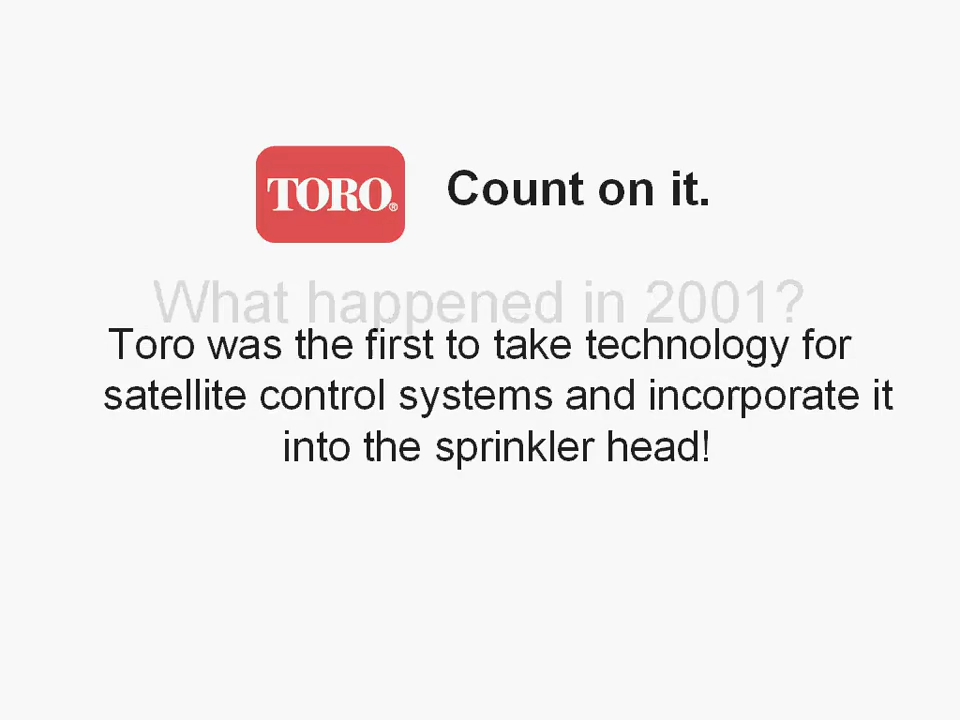 TORO®
Count on it.
What happened in 2001?
Toro was the first to take technology for
satellite control systems and incorporate it
into the sprinkler head!